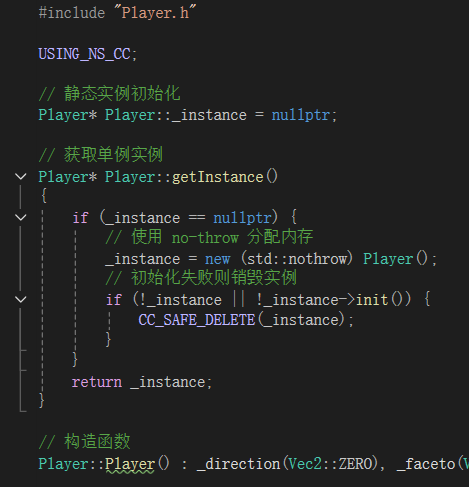 #include "Player.h"
USING_NS_CC;
// 静态实例初始化
Player* Player::_instance = nullptr;
// 获取单例实例
Player* Player::getInstance()
{
if (_instance == nullptr) {
// 使用 no-throw 分配内存
_instance = new (std::nothrow) Player();
// 初始化失败则销毁实例
if (!_instance || !_instance->init()) {
CC_SAFE_DELETE(_instance);
}
}
return _instance;
}
// 构造函数
Player::Player() : _direction(Vec2::ZERO), _faceto(